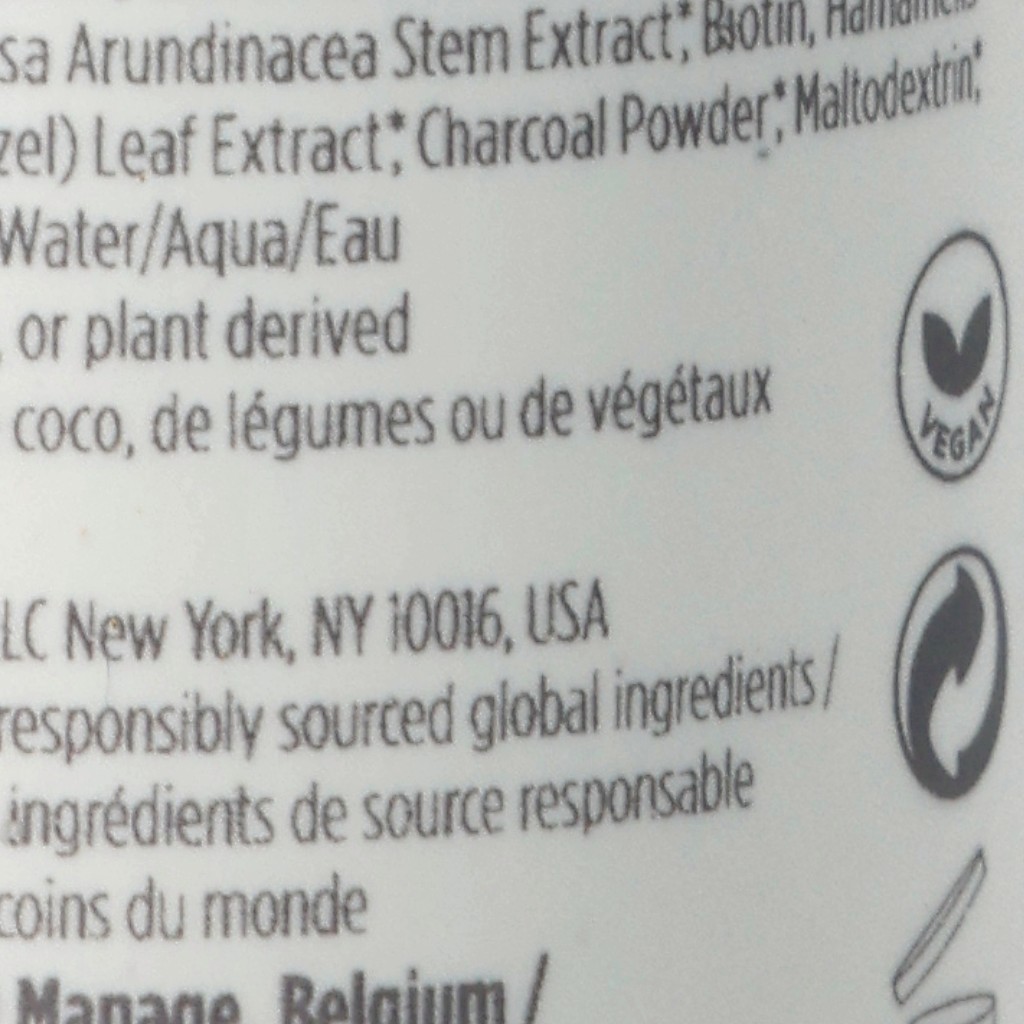 sa Arundinacea Stem Extract*, Biotin, Hamamelis
zel) Leaf Extract*, Charcoal Powder*, Maltodextrin*,
Water/Aqua/Eau
, or plant derived
coco, de légumes ou de végétaux
VEGAN
LC New York, NY 10016, USA
responsibly sourced global ingredients /
ingrédients de source responsable
coins du monde
Manage, Belgium /